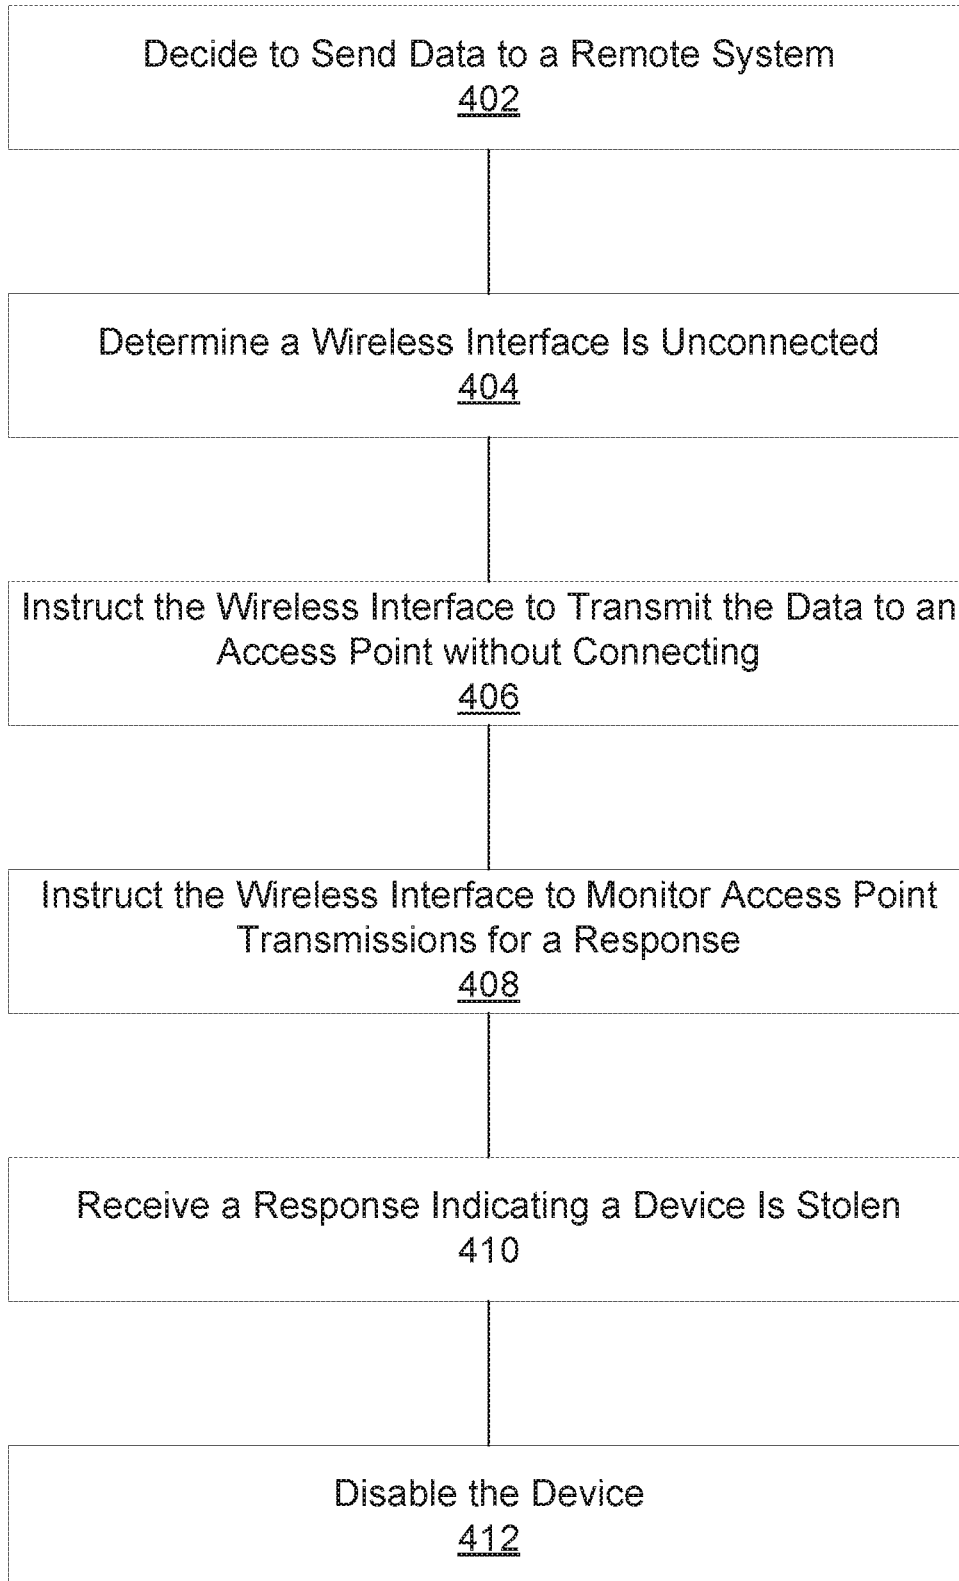 Decide to Send Data to a Remote System
402
Determine a Wireless Interface Is Unconnected
404
Instruct the Wireless Interface to Transmit the Data to an
Access Point without Connecting
406
Instruct the Wireless Interface to Monitor Access Point
Transmissions for a Response
408
Receive a Response Indicating a Device Is Stolen
410
Disable the Device
412